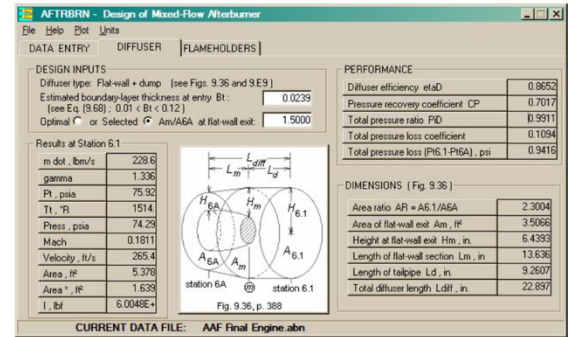 AFTRBRN - Design of Mixed-Flow Afterburner
File Help Plot Units
DATA ENTRY DIFFUSER FLAMEHOLDERS
DESIGN INPUTS
Diffuser type: Flat-wall + dump (see Figs. 9.36 and 9.E9)
Estimated boundary-layer thickness at entry Bt : 0.0239
(see Eq. (9.68) ; 0.01 < Bt < 0.12)
Optimal or Selected Am/A6A at flat-wall exit: 1.5000
Results at Station 6.1
m dot , lbm/s 228.6
gamma 1.336
Pt , psia 75.92
Tt , °R 1514.
Press , psia 74.29
Mach 0.1811
Velocity , ft/s 265.4
Area , ft² 5.378
Area * , ft² 1.639
I , lbf 6.0048E+
Ldiff
Lm Ld
H6A Hm H6.1
A6A Am A6.1
station 6A m station 6.1
Fig. 9.36, p. 388
PERFORMANCE
Diffuser efficiency etaD 0.8652
Pressure recovery coefficient CP 0.7017
Total pressure ratio PiD 0.9911
Total pressure loss coefficient 0.1094
Total pressure loss (Pt6.1-Pt6A) , psi 0.9416
DIMENSIONS ( Fig. 9.36 )
Area ratio AR = A6.1/A6A 2.3004
Area of flat-wall exit Am , ft² 3.5066
Height at flat-wall exit Hm , in. 6.4393
Length of flat-wall section Lm , in 13.636
Length of tailpipe Ld , in. 9.2607
Total diffuser length Ldiff , in. 22.897
CURRENT DATA FILE: AAF Final Engine.abn